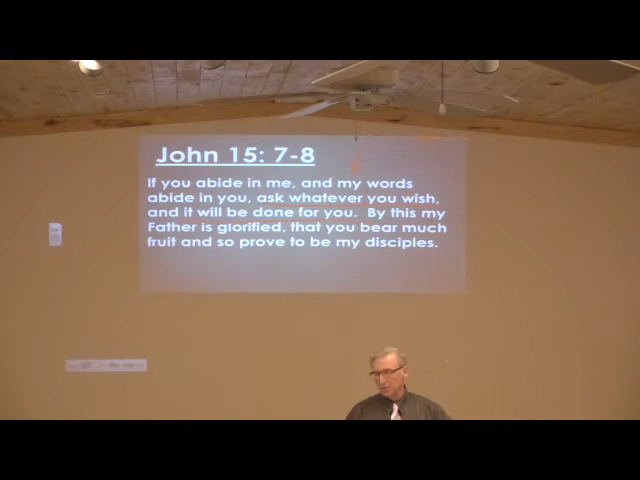 John 15: 7-8
If you abide in me, and my words
abide in you, ask whatever you wish,
and it will be done for you.  By this my
Father is glorified, that you bear much
fruit and so prove to be my disciples.